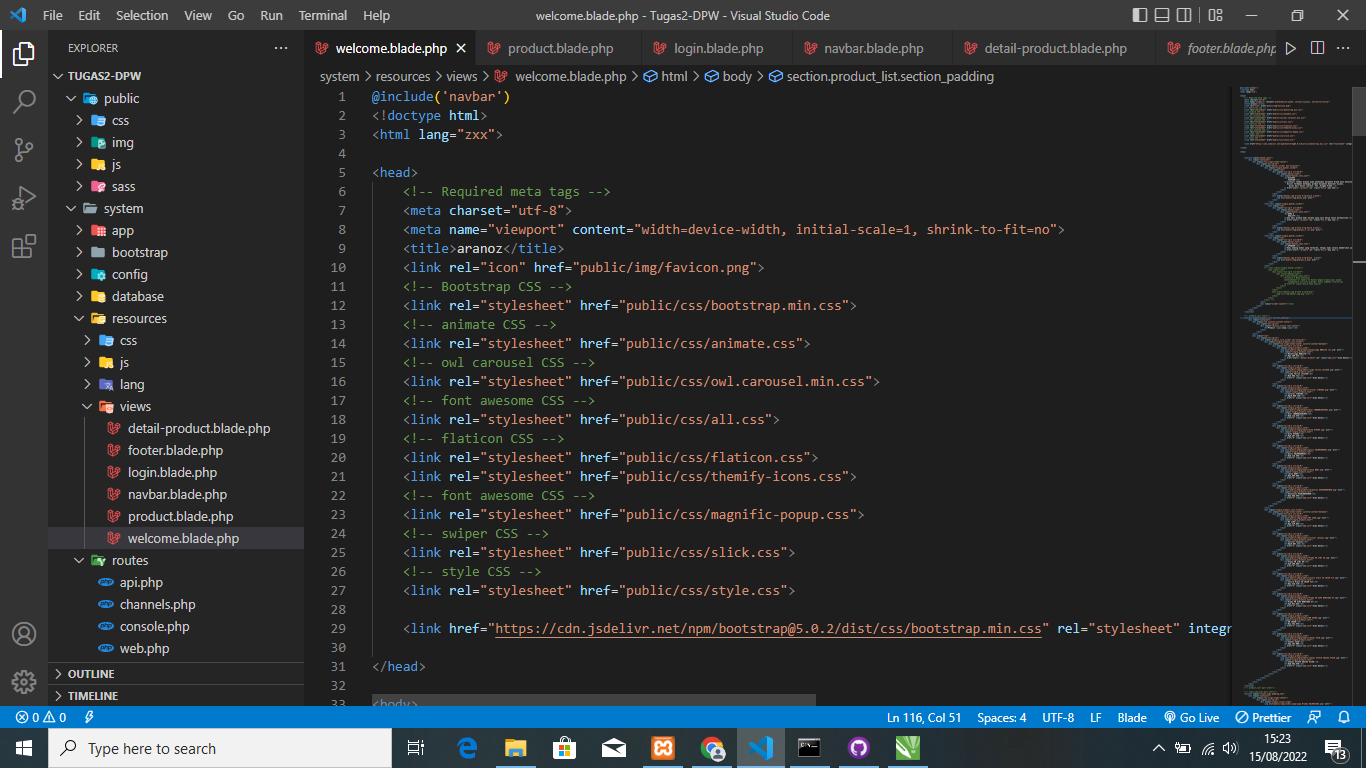 File Edit Selection View Go Run Terminal Help welcome.blade.php - Tugas2-DPW - Visual Studio Code
EXPLORER
welcome.blade.php product.blade.php login.blade.php navbar.blade.php detail-product.blade.php footer.blade.php
system > resources > views > welcome.blade.php > html > body > section.product_list.section_padding
TUGAS2-DPW
public
css
img
js
sass
system
app
bootstrap
config
database
resources
css
js
lang
views
detail-product.blade.php
footer.blade.php
login.blade.php
navbar.blade.php
product.blade.php
welcome.blade.php
routes
api.php
channels.php
console.php
web.php
OUTLINE
TIMELINE
1 @include('navbar')
2 <!doctype html>
3 <html lang="zxx">
4
5 <head>
6 <!-- Required meta tags -->
7 <meta charset="utf-8">
8 <meta name="viewport" content="width=device-width, initial-scale=1, shrink-to-fit=no">
9 <title>aranoz</title>
10 <link rel="icon" href="public/img/favicon.png">
11 <!-- Bootstrap CSS -->
12 <link rel="stylesheet" href="public/css/bootstrap.min.css">
13 <!-- animate CSS -->
14 <link rel="stylesheet" href="public/css/animate.css">
15 <!-- owl carousel CSS -->
16 <link rel="stylesheet" href="public/css/owl.carousel.min.css">
17 <!-- font awesome CSS -->
18 <link rel="stylesheet" href="public/css/all.css">
19 <!-- flaticon CSS -->
20 <link rel="stylesheet" href="public/css/flaticon.css">
21 <link rel="stylesheet" href="public/css/themify-icons.css">
22 <!-- font awesome CSS -->
23 <link rel="stylesheet" href="public/css/magnific-popup.css">
24 <!-- swiper CSS -->
25 <link rel="stylesheet" href="public/css/slick.css">
26 <!-- style CSS -->
27 <link rel="stylesheet" href="public/css/style.css">
28
29 <link href="https://cdn.jsdelivr.net/npm/bootstrap@5.0.2/dist/css/bootstrap.min.css" rel="stylesheet" integr
30
31 </head>
32
33 <body>
0 0 Ln 116, Col 51 Spaces: 4 UTF-8 LF Blade Go Live Prettier
Type here to search
15:23
15/08/2022
13